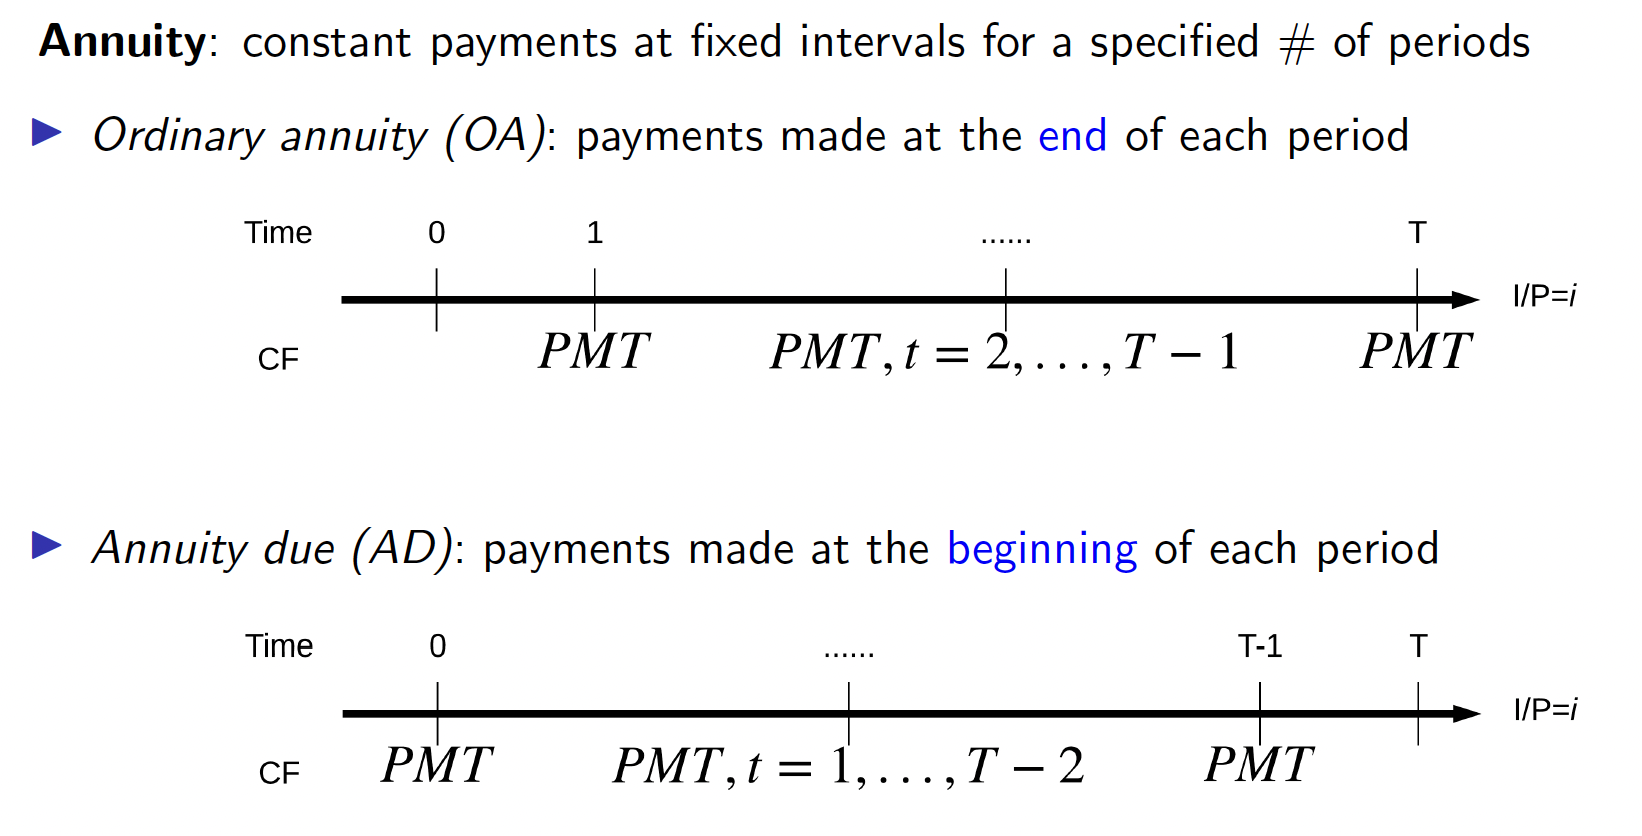 Annuity: constant payments at fixed intervals for a specified # of periods
▶ Ordinary annuity (OA): payments made at the end of each period
Time 0 1 ...... T
I/P=i
CF PMT PMT, t = 2, . . . , T − 1 PMT
▶ Annuity due (AD): payments made at the beginning of each period
Time 0 ...... T-1 T
I/P=i
CF PMT PMT, t = 1, . . . , T − 2 PMT